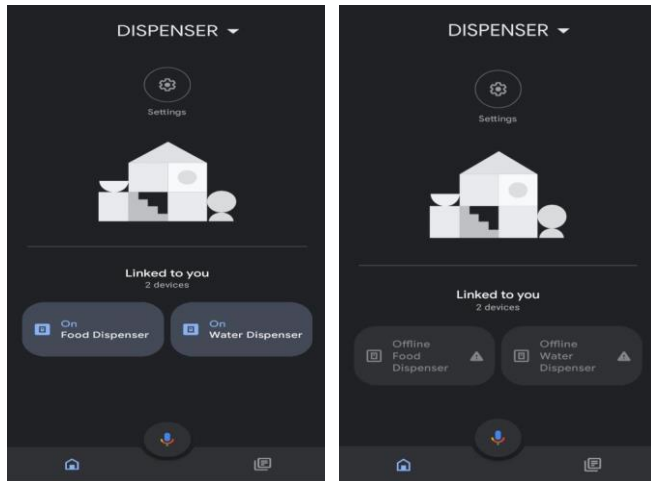 DISPENSER
Settings
Linked to you
2 devices
On
Food Dispenser
On
Water Dispenser
DISPENSER
Settings
Linked to you
2 devices
Offline
Food
Dispenser
Offline
Water
Dispenser